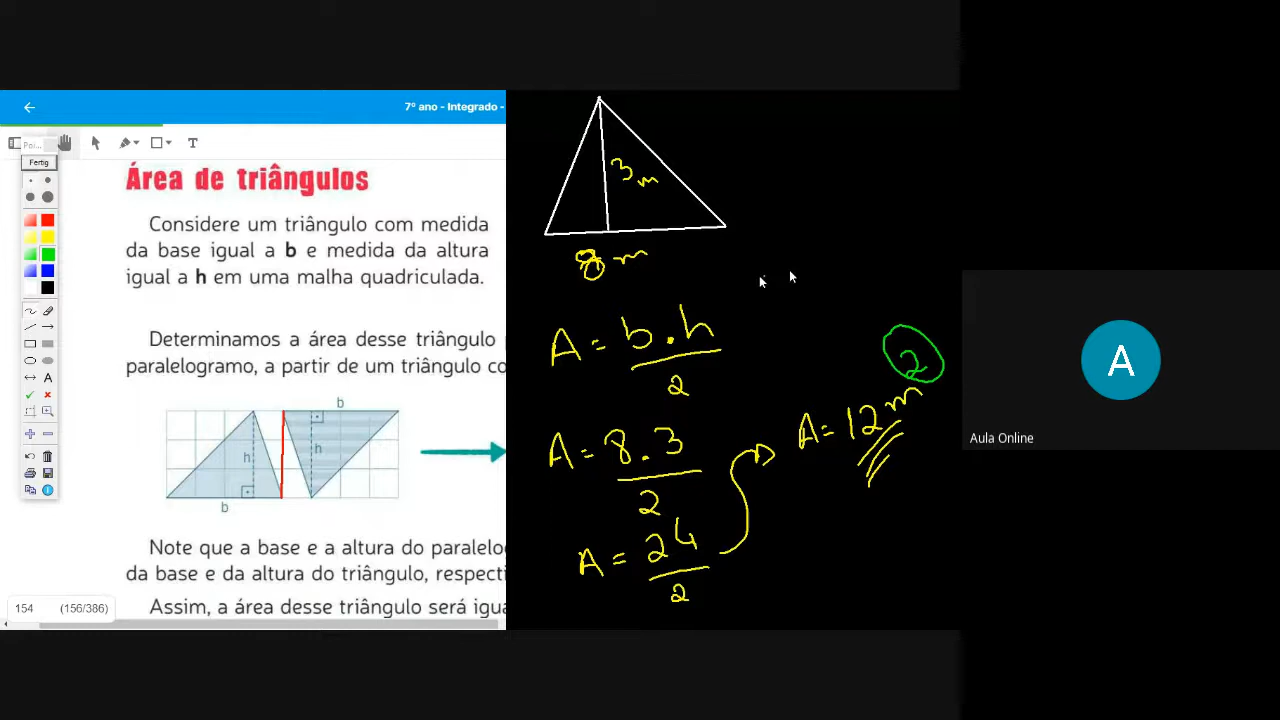 7º ano - Integrado -
Fertig
Área de triângulos
Considere um triângulo com medida
da base igual a b e medida da altura
igual a h em uma malha quadriculada.
Determinamos a área desse triângulo
paralelogramo, a partir de um triângulo co
b
h
h
b
Note que a base e a altura do paralelo
da base e da altura do triângulo, respecti
Assim, a área desse triângulo será igua
154 (156/386)
3 m
8 m
A = b . h
2
A = 8 . 3
2
A = 24
2
A = 12 m 2
A
Aula Online